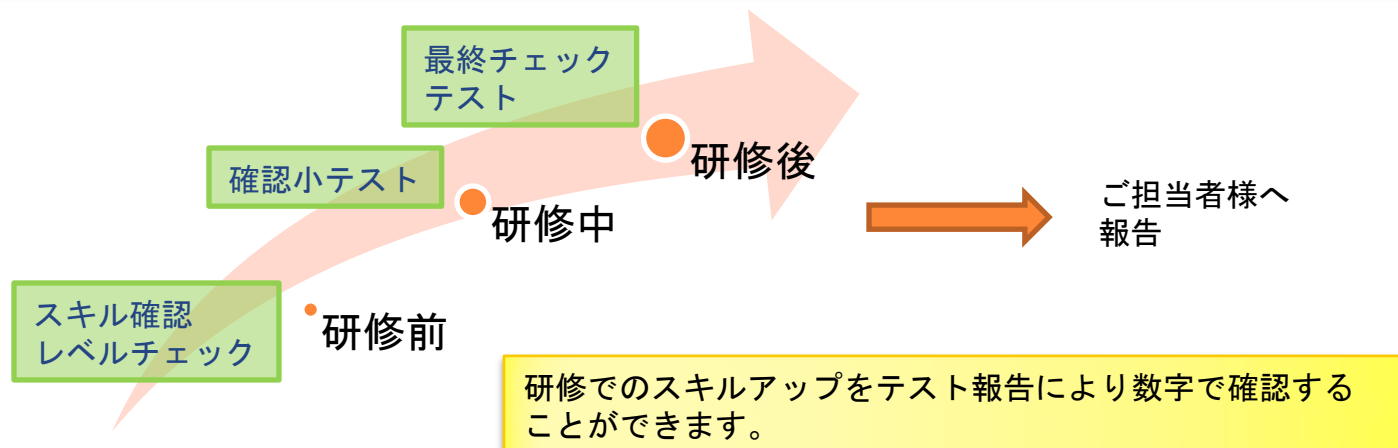 最終チェック
テスト
研修後
確認小テスト
研修中
ご担当者様へ
報告
スキル確認
レベルチェック
研修前
研修でのスキルアップをテスト報告により数字で確認する
ことができます。